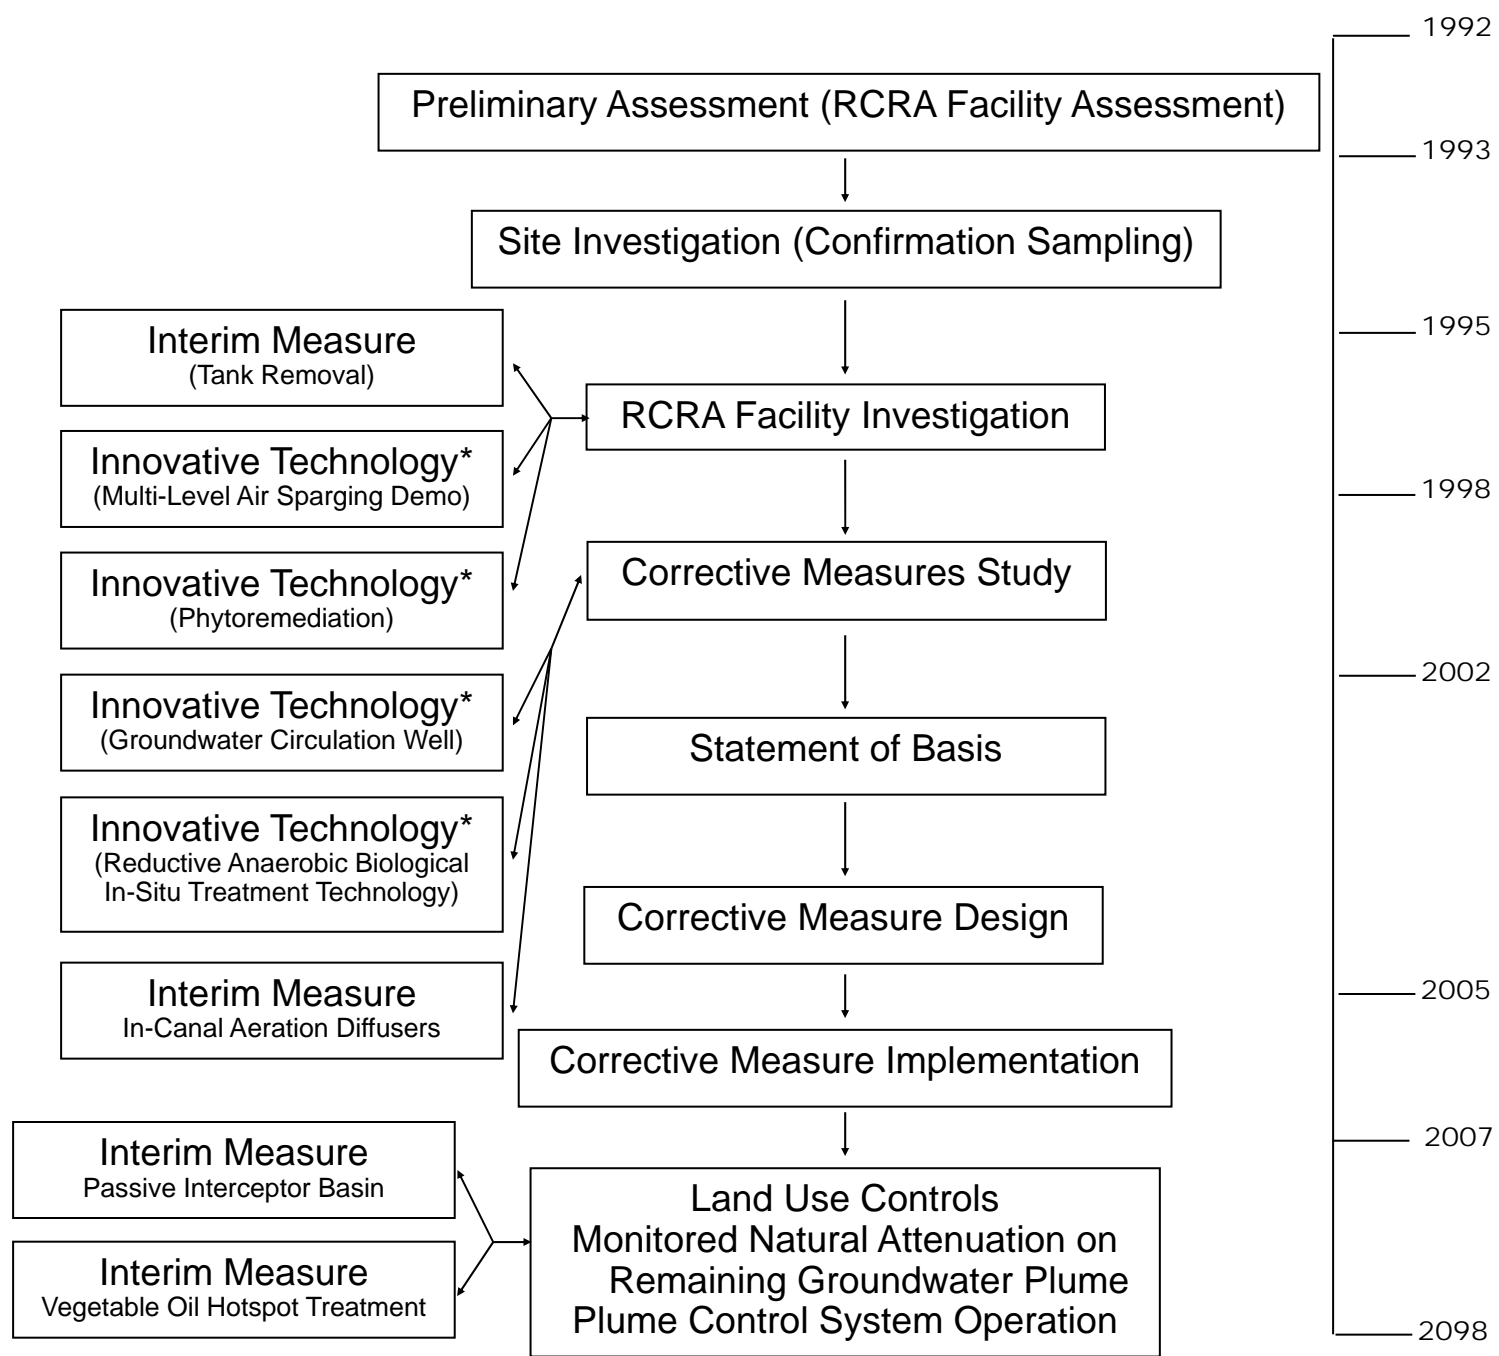 1992
Preliminary Assessment (RCRA Facility Assessment)
1993
Site Investigation (Confirmation Sampling)
1995
Interim Measure
(Tank Removal)
RCRA Facility Investigation
Innovative Technology*
(Multi-Level Air Sparging Demo)
1998
Innovative Technology*
(Phytoremediation)
Corrective Measures Study
2002
Innovative Technology*
(Groundwater Circulation Well)
Statement of Basis
Innovative Technology*
(Reductive Anaerobic Biological
In-Situ Treatment Technology)
Corrective Measure Design
2005
Interim Measure
In-Canal Aeration Diffusers
Corrective Measure Implementation
2007
Interim Measure
Passive Interceptor Basin
Interim Measure
Vegetable Oil Hotspot Treatment
Land Use Controls
Monitored Natural Attenuation on
Remaining Groundwater Plume
Plume Control System Operation
2098